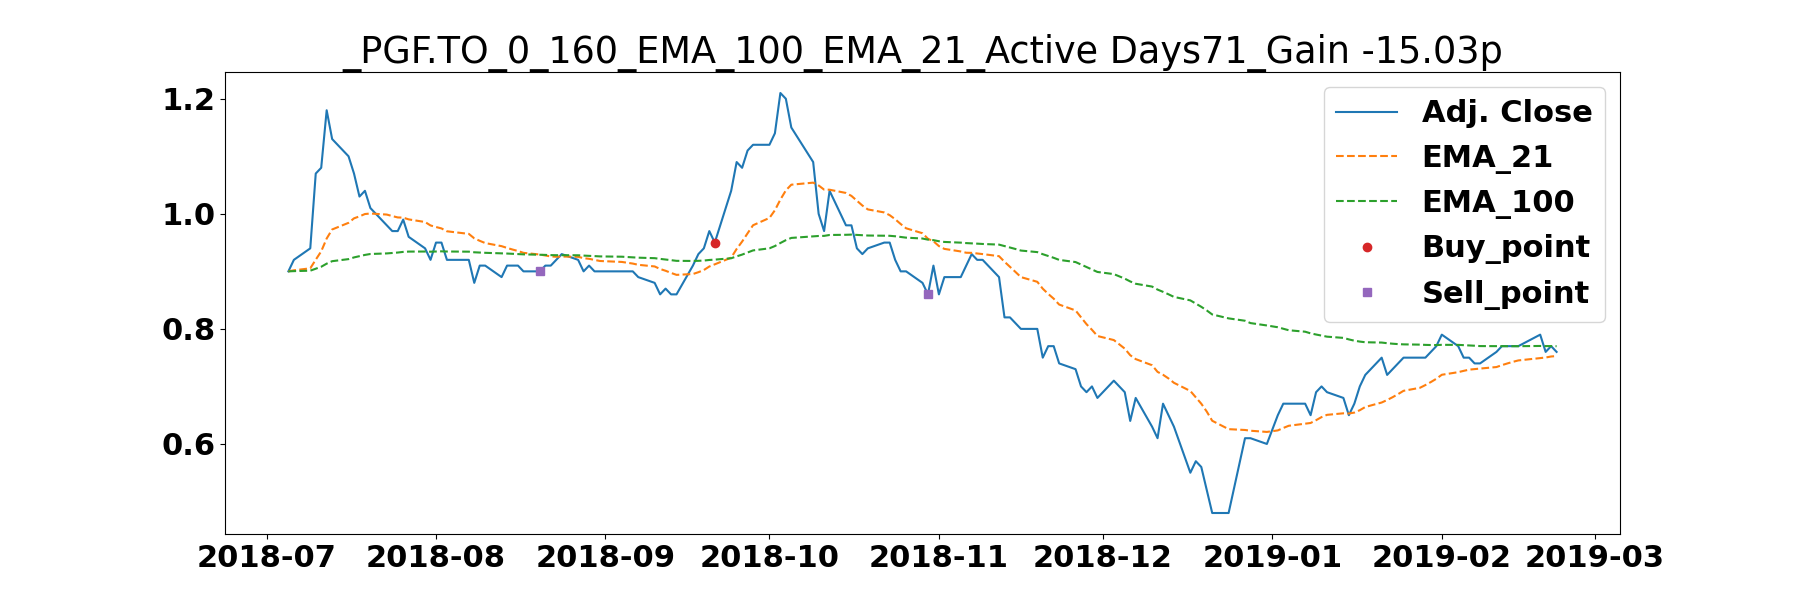 _PGF.TO_0_160_EMA_100_EMA_21_Active Days71_Gain -15.03p
1.2
1.0
0.8
0.6
Adj. Close
EMA_21
EMA_100
Buy_point
Sell_point
2018-07 2018-08 2018-09 2018-10 2018-11 2018-12 2019-01 2019-02 2019-03